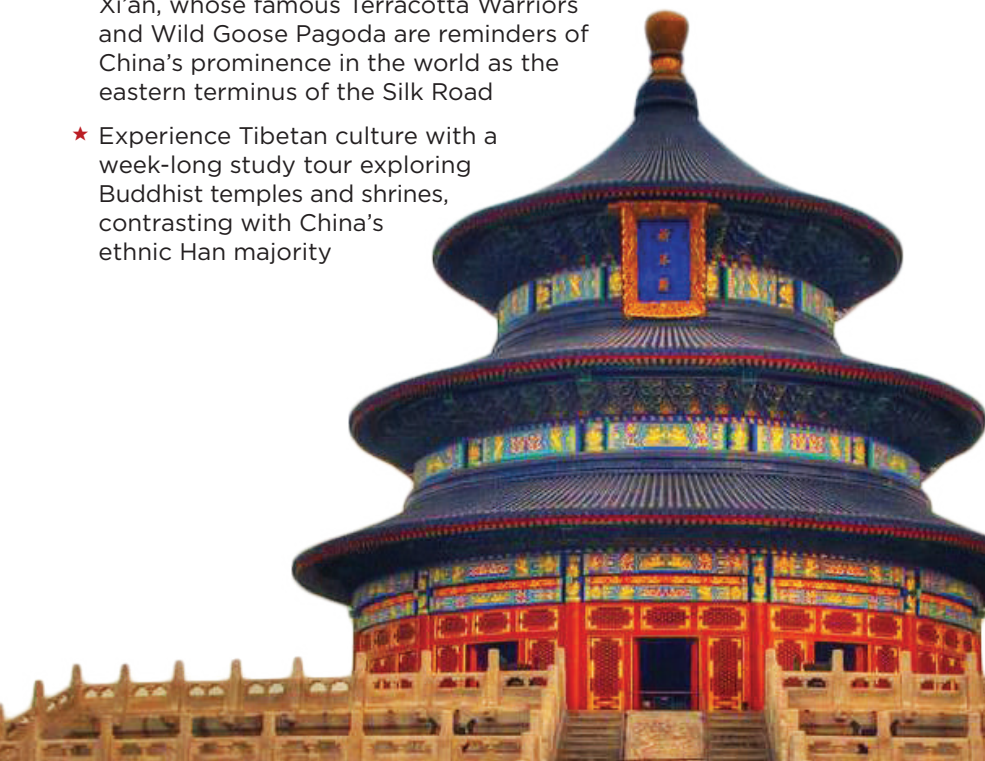 Xi'an, whose famous Terracotta Warriors
and Wild Goose Pagoda are reminders of
China's prominence in the world as the
eastern terminus of the Silk Road
★ Experience Tibetan culture with a
week-long study tour exploring
Buddhist temples and shrines,
contrasting with China's
ethnic Han majority